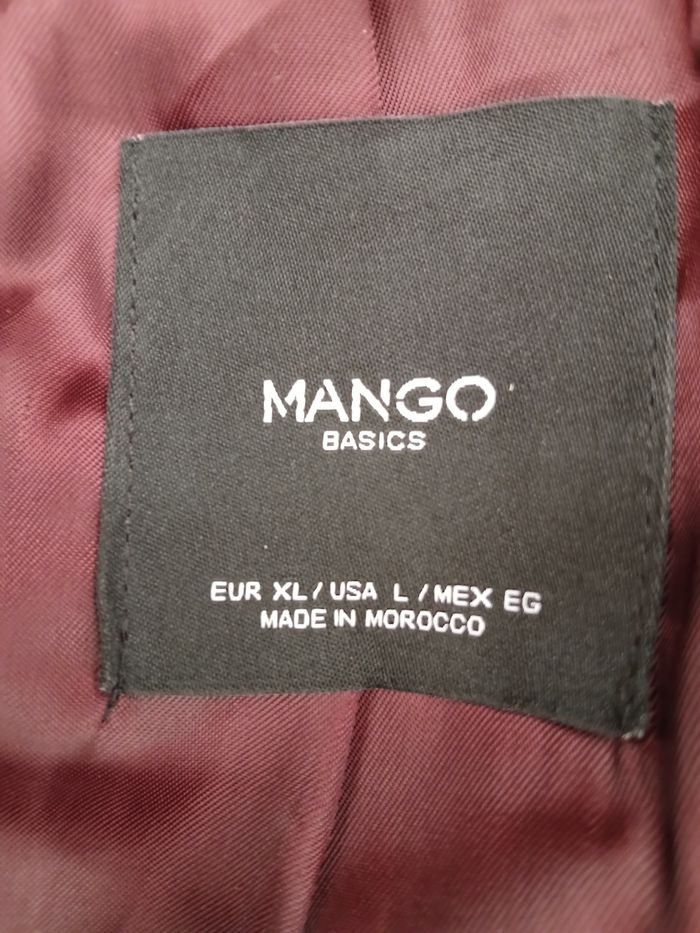 MANGO
BASICS
EUR XL / USA L / MEX EG
MADE IN MOROCCO